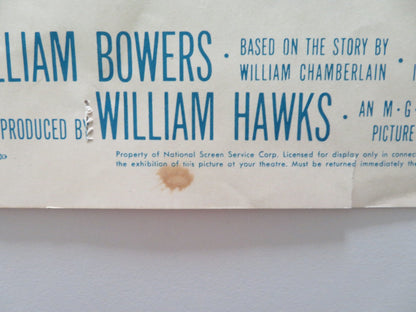 LLIAM BOWERS · BASED ON THE STORY BY
WILLIAM CHAMBERLAIN ·
PRODUCED BY WILLIAM HAWKS · AN M·G·
PICTURE
Property of National Screen Service Corp. Licensed for display only in connec
the exhibition of this picture at your theatre. Must be returned immediately the